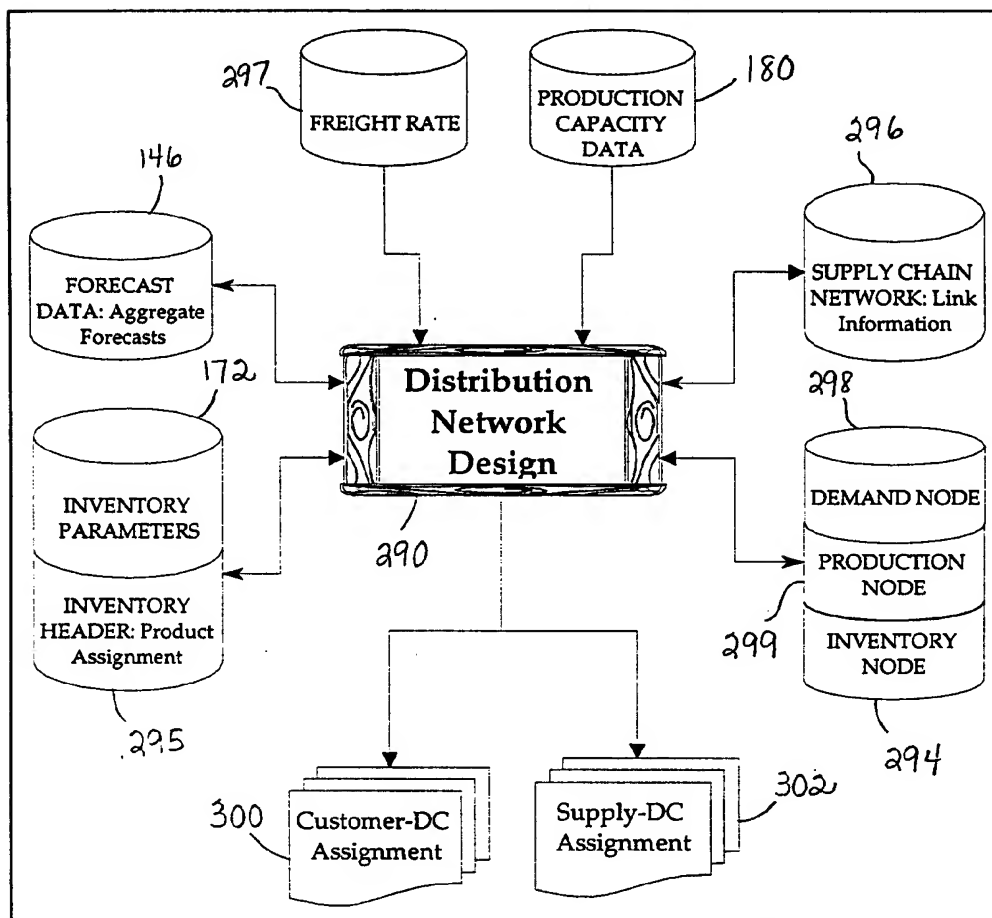 297
FREIGHT RATE
PRODUCTION
CAPACITY
DATA
180
146
FORECAST
DATA: Aggregate
Forecasts
296
SUPPLY CHAIN
NETWORK: Link
Information
172
INVENTORY
PARAMETERS
INVENTORY
HEADER: Product
Assignment
295
Distribution
Network
Design
290
298
DEMAND NODE
PRODUCTION
NODE
299
INVENTORY
NODE
294
300
Customer-DC
Assignment
Supply-DC
Assignment
302